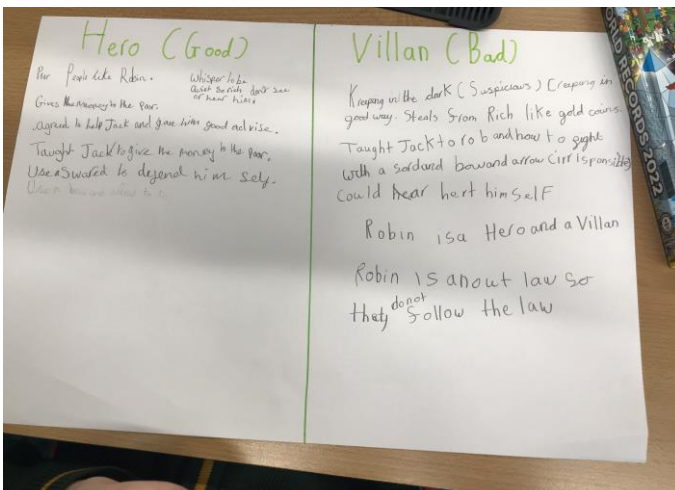 Hero (Good)
Poor People like Robin.
Whisper to be
Quiet so rich don't see
or hear him.
Gives the money to the Poor.
agreed to help Jack and gave him good advise.
Taught Jack to give the money to the Poor.
Use a Sward to defend him self.
Villan (Bad)
Kreeping in the dark (Suspicious) Creeping in
good way. Steals from Rich like gold coins.
Taught Jack to rob and how to fight
with a sord and bow and arrow
Could hert himself
Robin is a Hero and a Villan
Robin is an out law so
they do not follow the law
WORLD RECORDS 2022